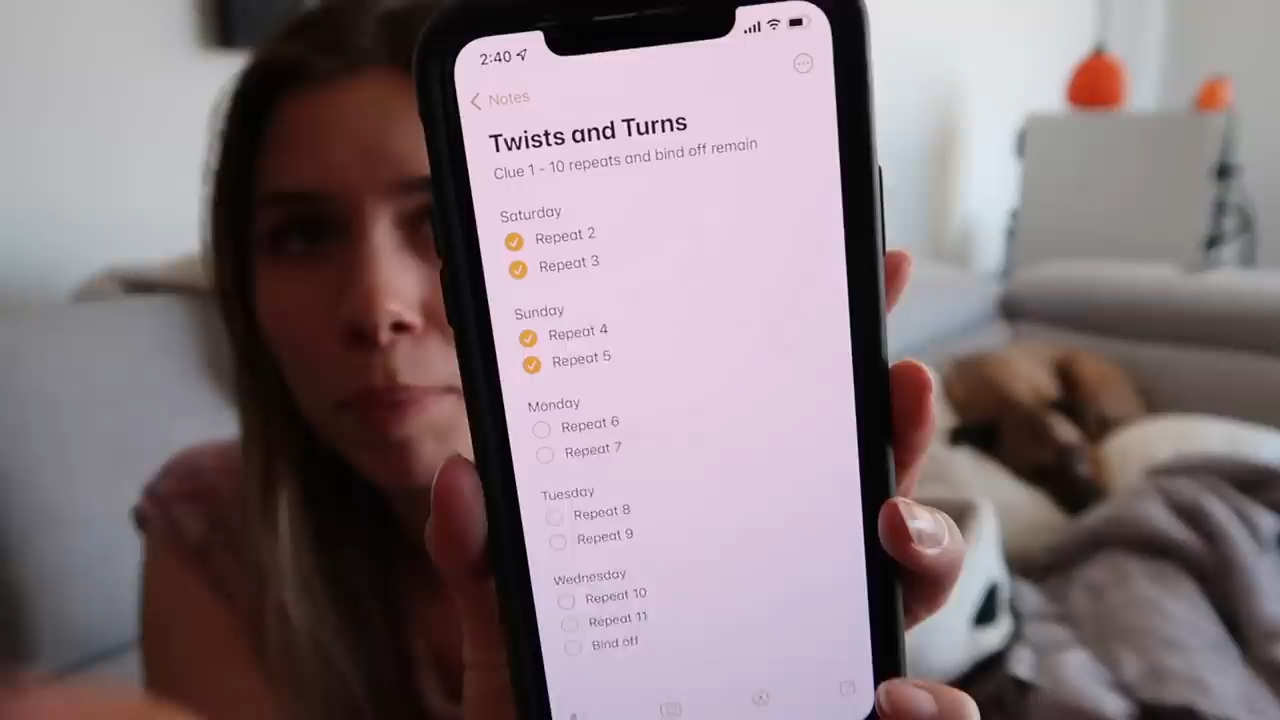 2:40
Notes
Twists and Turns
Clue 1 - 10 repeats and bind off remain
Saturday
Repeat 2
Repeat 3
Sunday
Repeat 4
Repeat 5
Monday
Repeat 6
Repeat 7
Tuesday
Repeat 8
Repeat 9
Wednesday
Repeat 10
Repeat 11
Bind off